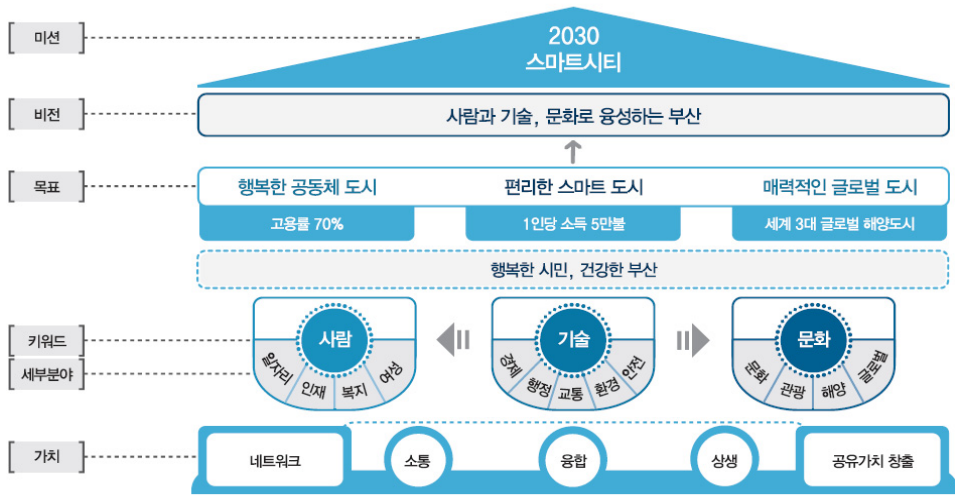 미션
2030
스마트시티
비전
사람과 기술, 문화로 융성하는 부산
목표
행복한 공동체 도시
편리한 스마트 도시
매력적인 글로벌 도시
고용률 70%
1인당 소득 5만불
세계 3대 글로벌 해양도시
행복한 시민, 건강한 부산
키워드
사람
기술
문화
세부분야
일자리
인재
복지
여성
경제
행정
교통
환경
안전
문화
관광
해양
글로벌
가치
네트워크
소통
융합
상생
공유가치 창출